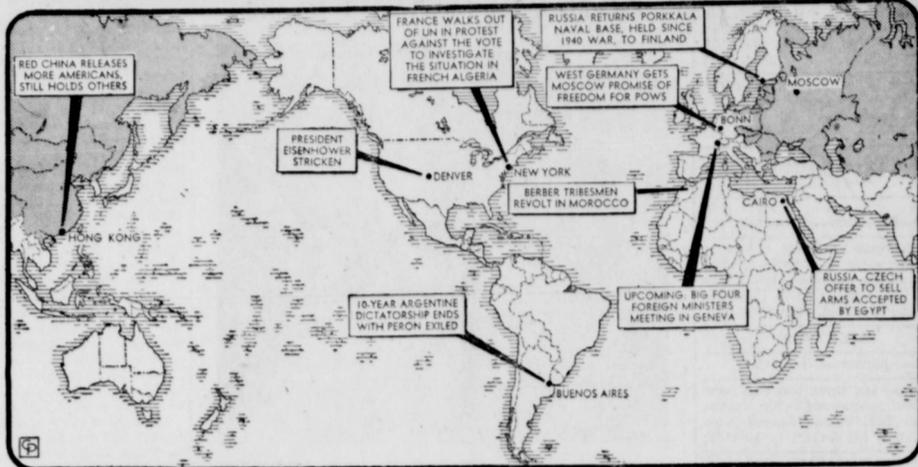 RED CHINA RELEASES
MORE AMERICANS,
STILL HOLDS OTHERS
FRANCE WALKS OUT
OF UN IN PROTEST
AGAINST THE VOTE
TO INVESTIGATE
THE SITUATION IN
FRENCH ALGERIA
RUSSIA RETURNS PORKKALA
NAVAL BASE, HELD SINCE
1940 WAR, TO FINLAND
WEST GERMANY GETS
MOSCOW PROMISE OF
FREEDOM FOR POWS
MOSCOW
BONN
PRESIDENT
EISENHOWER
STRICKEN
DENVER
NEW YORK
BERBER TRIBESMEN
REVOLT IN MOROCCO
CAIRO
HONG KONG
RUSSIA, CZECH
OFFER TO SELL
ARMS ACCEPTED
BY EGYPT
UPCOMING: BIG FOUR
FOREIGN MINISTERS
MEETING IN GENEVA
10-YEAR ARGENTINE
DICTATORSHIP ENDS
WITH PERON EXILED
BUENOS AIRES
CP